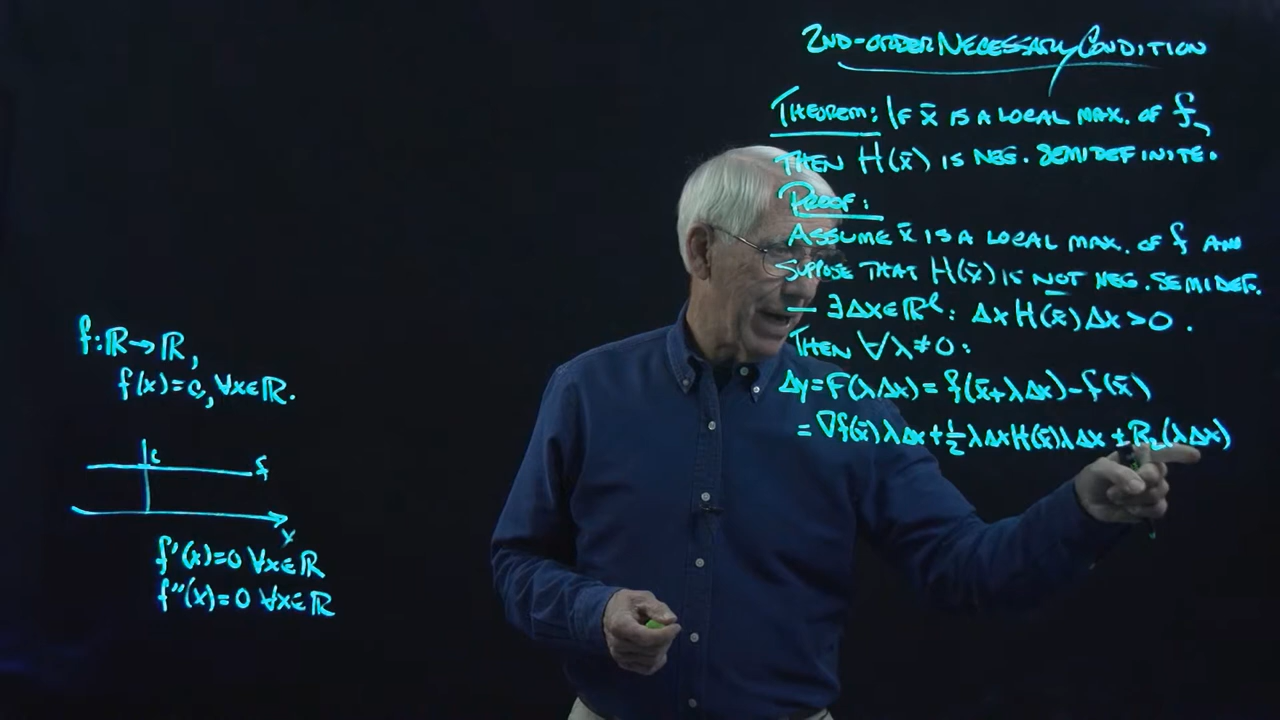 2ND-ORDER NECESSARY CONDITION
THEOREM: IF x̄ IS A LOCAL MAX. OF f,
THEN H(x̄) IS NEG. SEMIDEFINITE.
PROOF:
ASSUME x̄ IS A LOCAL MAX. OF f AND
SUPPOSE THAT H(x̄) IS NOT NEG. SEMIDEF.
— ∃Δx∈ℝˡ: Δx H(x̄)Δx>0.
THEN ∀λ≠0:
Δy=F(λΔx)=f(x̄+λΔx)-f(x̄)
=∇f(x̄)λΔx+½λΔxH(x̄)λΔx+R₂(λΔx)
f:ℝ→ℝ,
f(x)=c, ∀x∈ℝ.
c
f
x
f'(x)=0 ∀x∈ℝ
f''(x)=0 ∀x∈ℝ